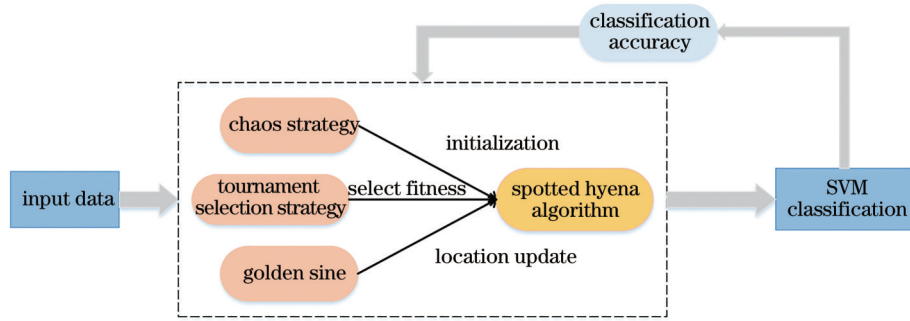 classification
accuracy
chaos strategy
initialization
input data
tournament
selection strategy
select fitness
spotted hyena
algorithm
SVM
classification
golden sine
location update